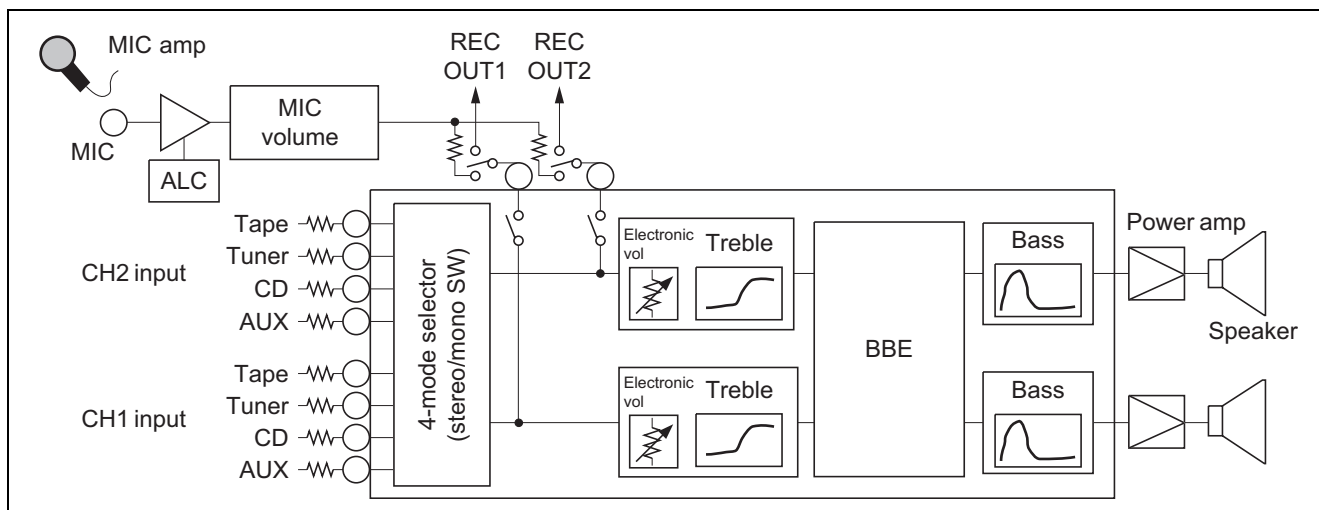 MIC amp
REC
OUT1
REC
OUT2
MIC
volume
MIC
ALC
Tape
Tuner
CD
AUX
CH2 input
Tape
Tuner
CD
AUX
CH1 input
4-mode selector
(stereo/mono SW)
Electronic
vol
Treble
Electronic
vol
Treble
BBE
Bass
Bass
Power amp
Speaker